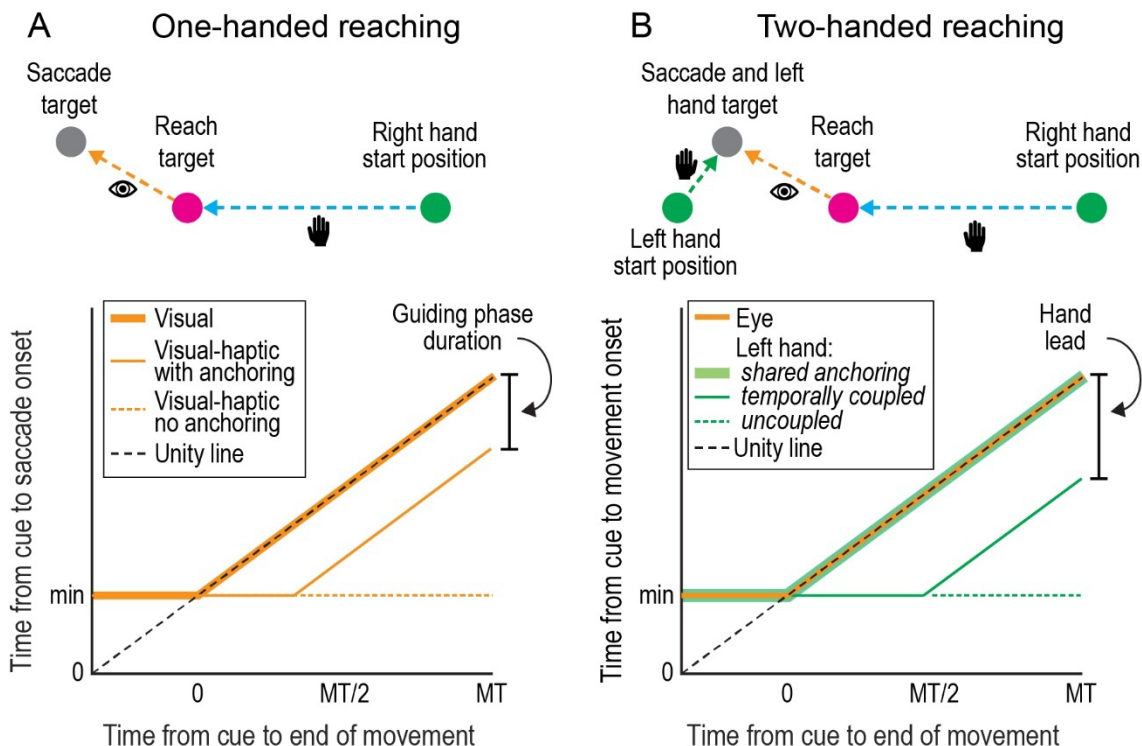 A
One-handed reaching
Saccade
target
Reach
target
Right hand
start position
Visual
Visual-haptic
with anchoring
Visual-haptic
no anchoring
Unity line
Guiding phase
duration
Time from cue to saccade onset
min
0
0
MT/2
MT
Time from cue to end of movement
B
Two-handed reaching
Saccade and left
hand target
Reach
target
Right hand
start position
Left hand
start position
Eye
Left hand:
shared anchoring
temporally coupled
uncoupled
Unity line
Hand
lead
Time from cue to movement onset
min
0
0
MT/2
MT
Time from cue to end of movement